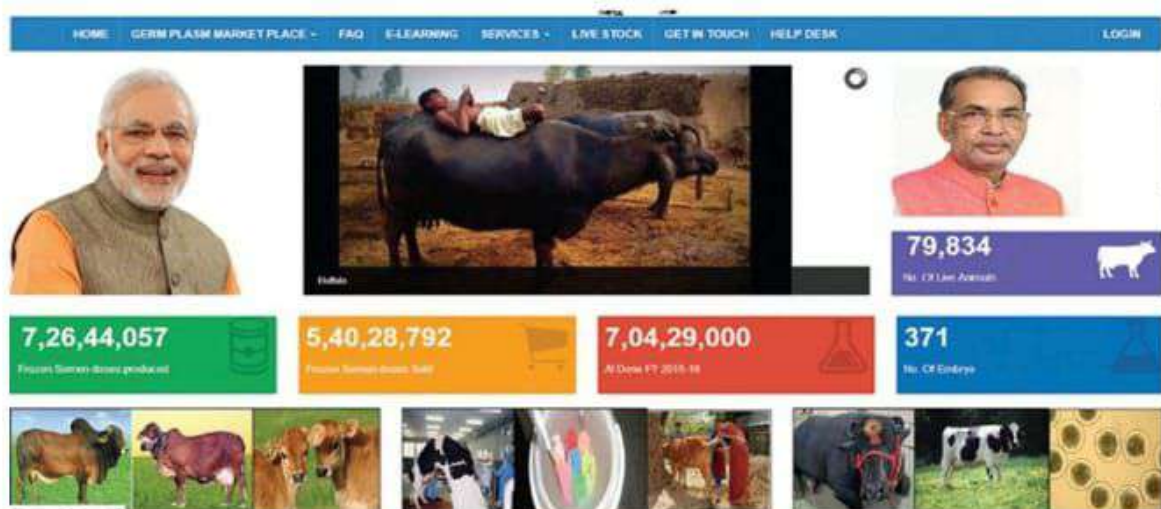 HOME GERM PLASM MARKET PLACE FAQ E-LEARNING SERVICES LIVE STOCK GET IN TOUCH HELP DESK LOGIN
Buffalo
79,834
No. Of Live Animals
7,26,44,057
Frozen Semen doses produced
5,40,28,792
Frozen Semen doses Sold
7,04,29,000
AI Done FY 2015-16
371
No. Of Embryo